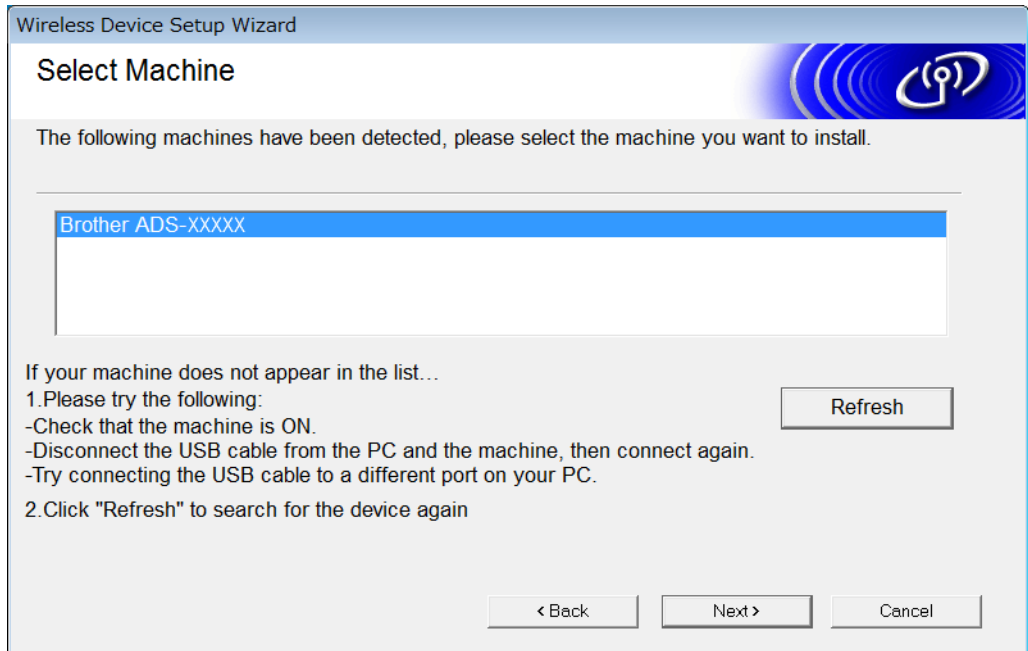 Wireless Device Setup Wizard
Select Machine
The following machines have been detected, please select the machine you want to install.
Brother ADS-XXXXX
If your machine does not appear in the list...
1.Please try the following:
-Check that the machine is ON.
-Disconnect the USB cable from the PC and the machine, then connect again.
-Try connecting the USB cable to a different port on your PC.
Refresh
2.Click "Refresh" to search for the device again
< Back
Next >
Cancel